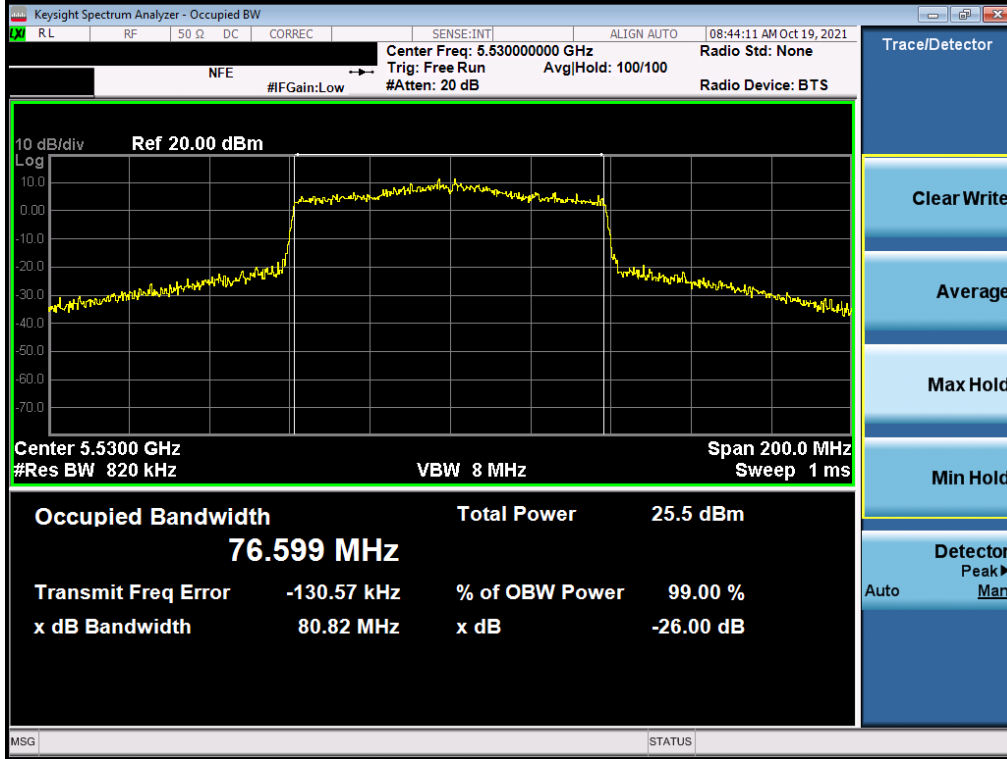 Keysight Spectrum Analyzer - Occupied BW
LXI RL RF 50 Ω DC CORREC SENSE:INT ALIGN AUTO 08:44:11 AM Oct 19, 2021
Center Freq: 5.530000000 GHz Radio Std: None
NFE Trig: Free Run Avg|Hold: 100/100
#IFGain:Low #Atten: 20 dB Radio Device: BTS
Trace/Detector
10 dB/div Ref 20.00 dBm
Log
10.0
0.00
-10.0
-20.0
-30.0
-40.0
-50.0
-60.0
-70.0
Center 5.5300 GHz Span 200.0 MHz
#Res BW 820 kHz VBW 8 MHz Sweep 1 ms
Occupied Bandwidth Total Power 25.5 dBm
76.599 MHz
Transmit Freq Error -130.57 kHz % of OBW Power 99.00 %
x dB Bandwidth 80.82 MHz x dB -26.00 dB
Clear Write
Average
Max Hold
Min Hold
Detector
Peak▶
Auto Man
MSG STATUS